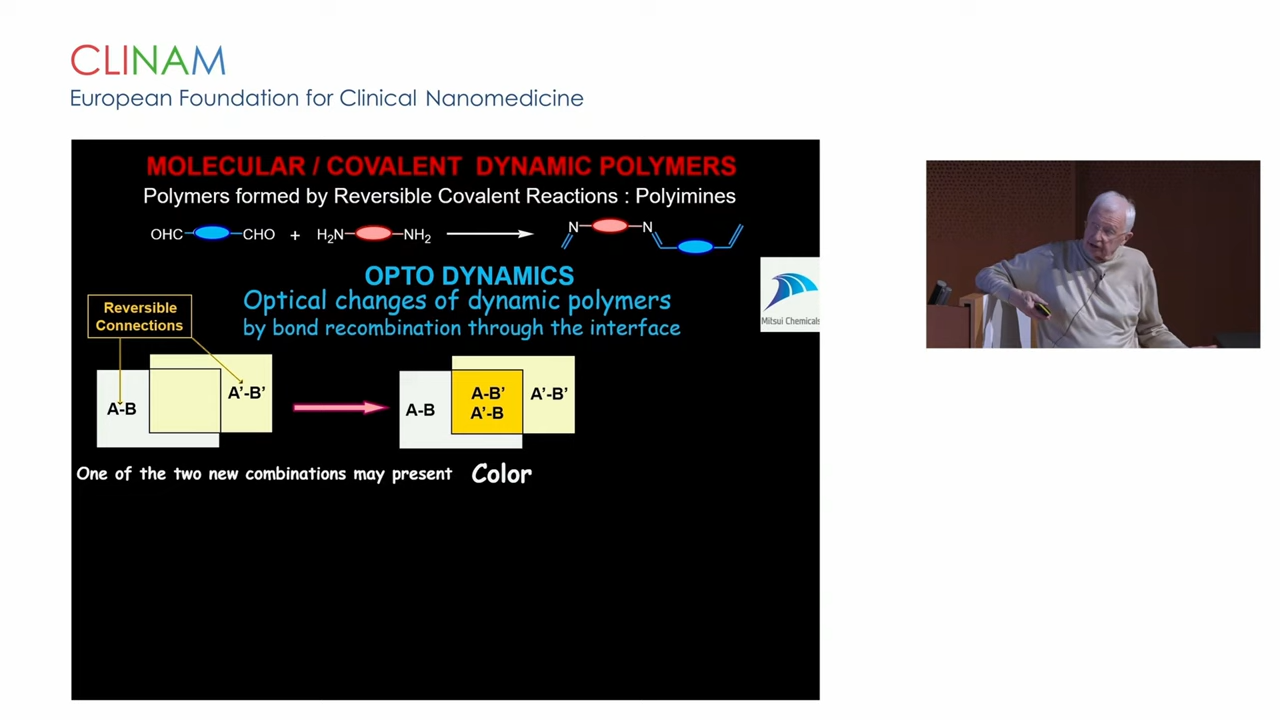 CLINAM
European Foundation for Clinical Nanomedicine
MOLECULAR / COVALENT DYNAMIC POLYMERS
Polymers formed by Reversible Covalent Reactions : Polyimines
OHC CHO + H₂N NH₂ N N
OPTO DYNAMICS
Optical changes of dynamic polymers
by bond recombination through the interface
Mitsui Chemicals
Reversible
Connections
A-B
A'-B'
A-B
A-B'
A'-B
A'-B'
One of the two new combinations may present Color